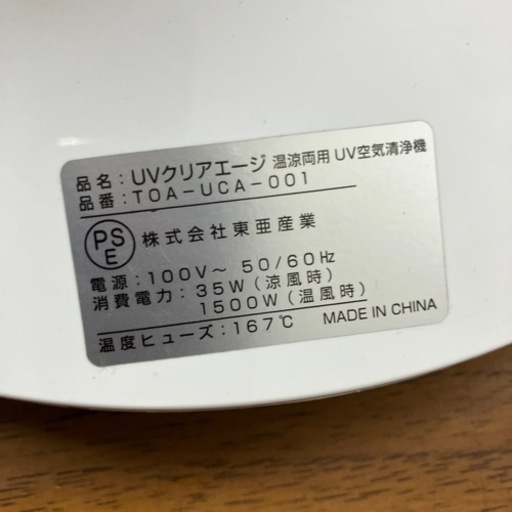 品名：UVクリアエージ 温涼両用 UV空気清浄機
品番：TOA-UCA-001
PSE 株式会社東亜産業
電源：100V～ 50/60Hz
消費電力：35W（涼風時）
1500W（温風時）
温度ヒューズ：167℃ MADE IN CHINA